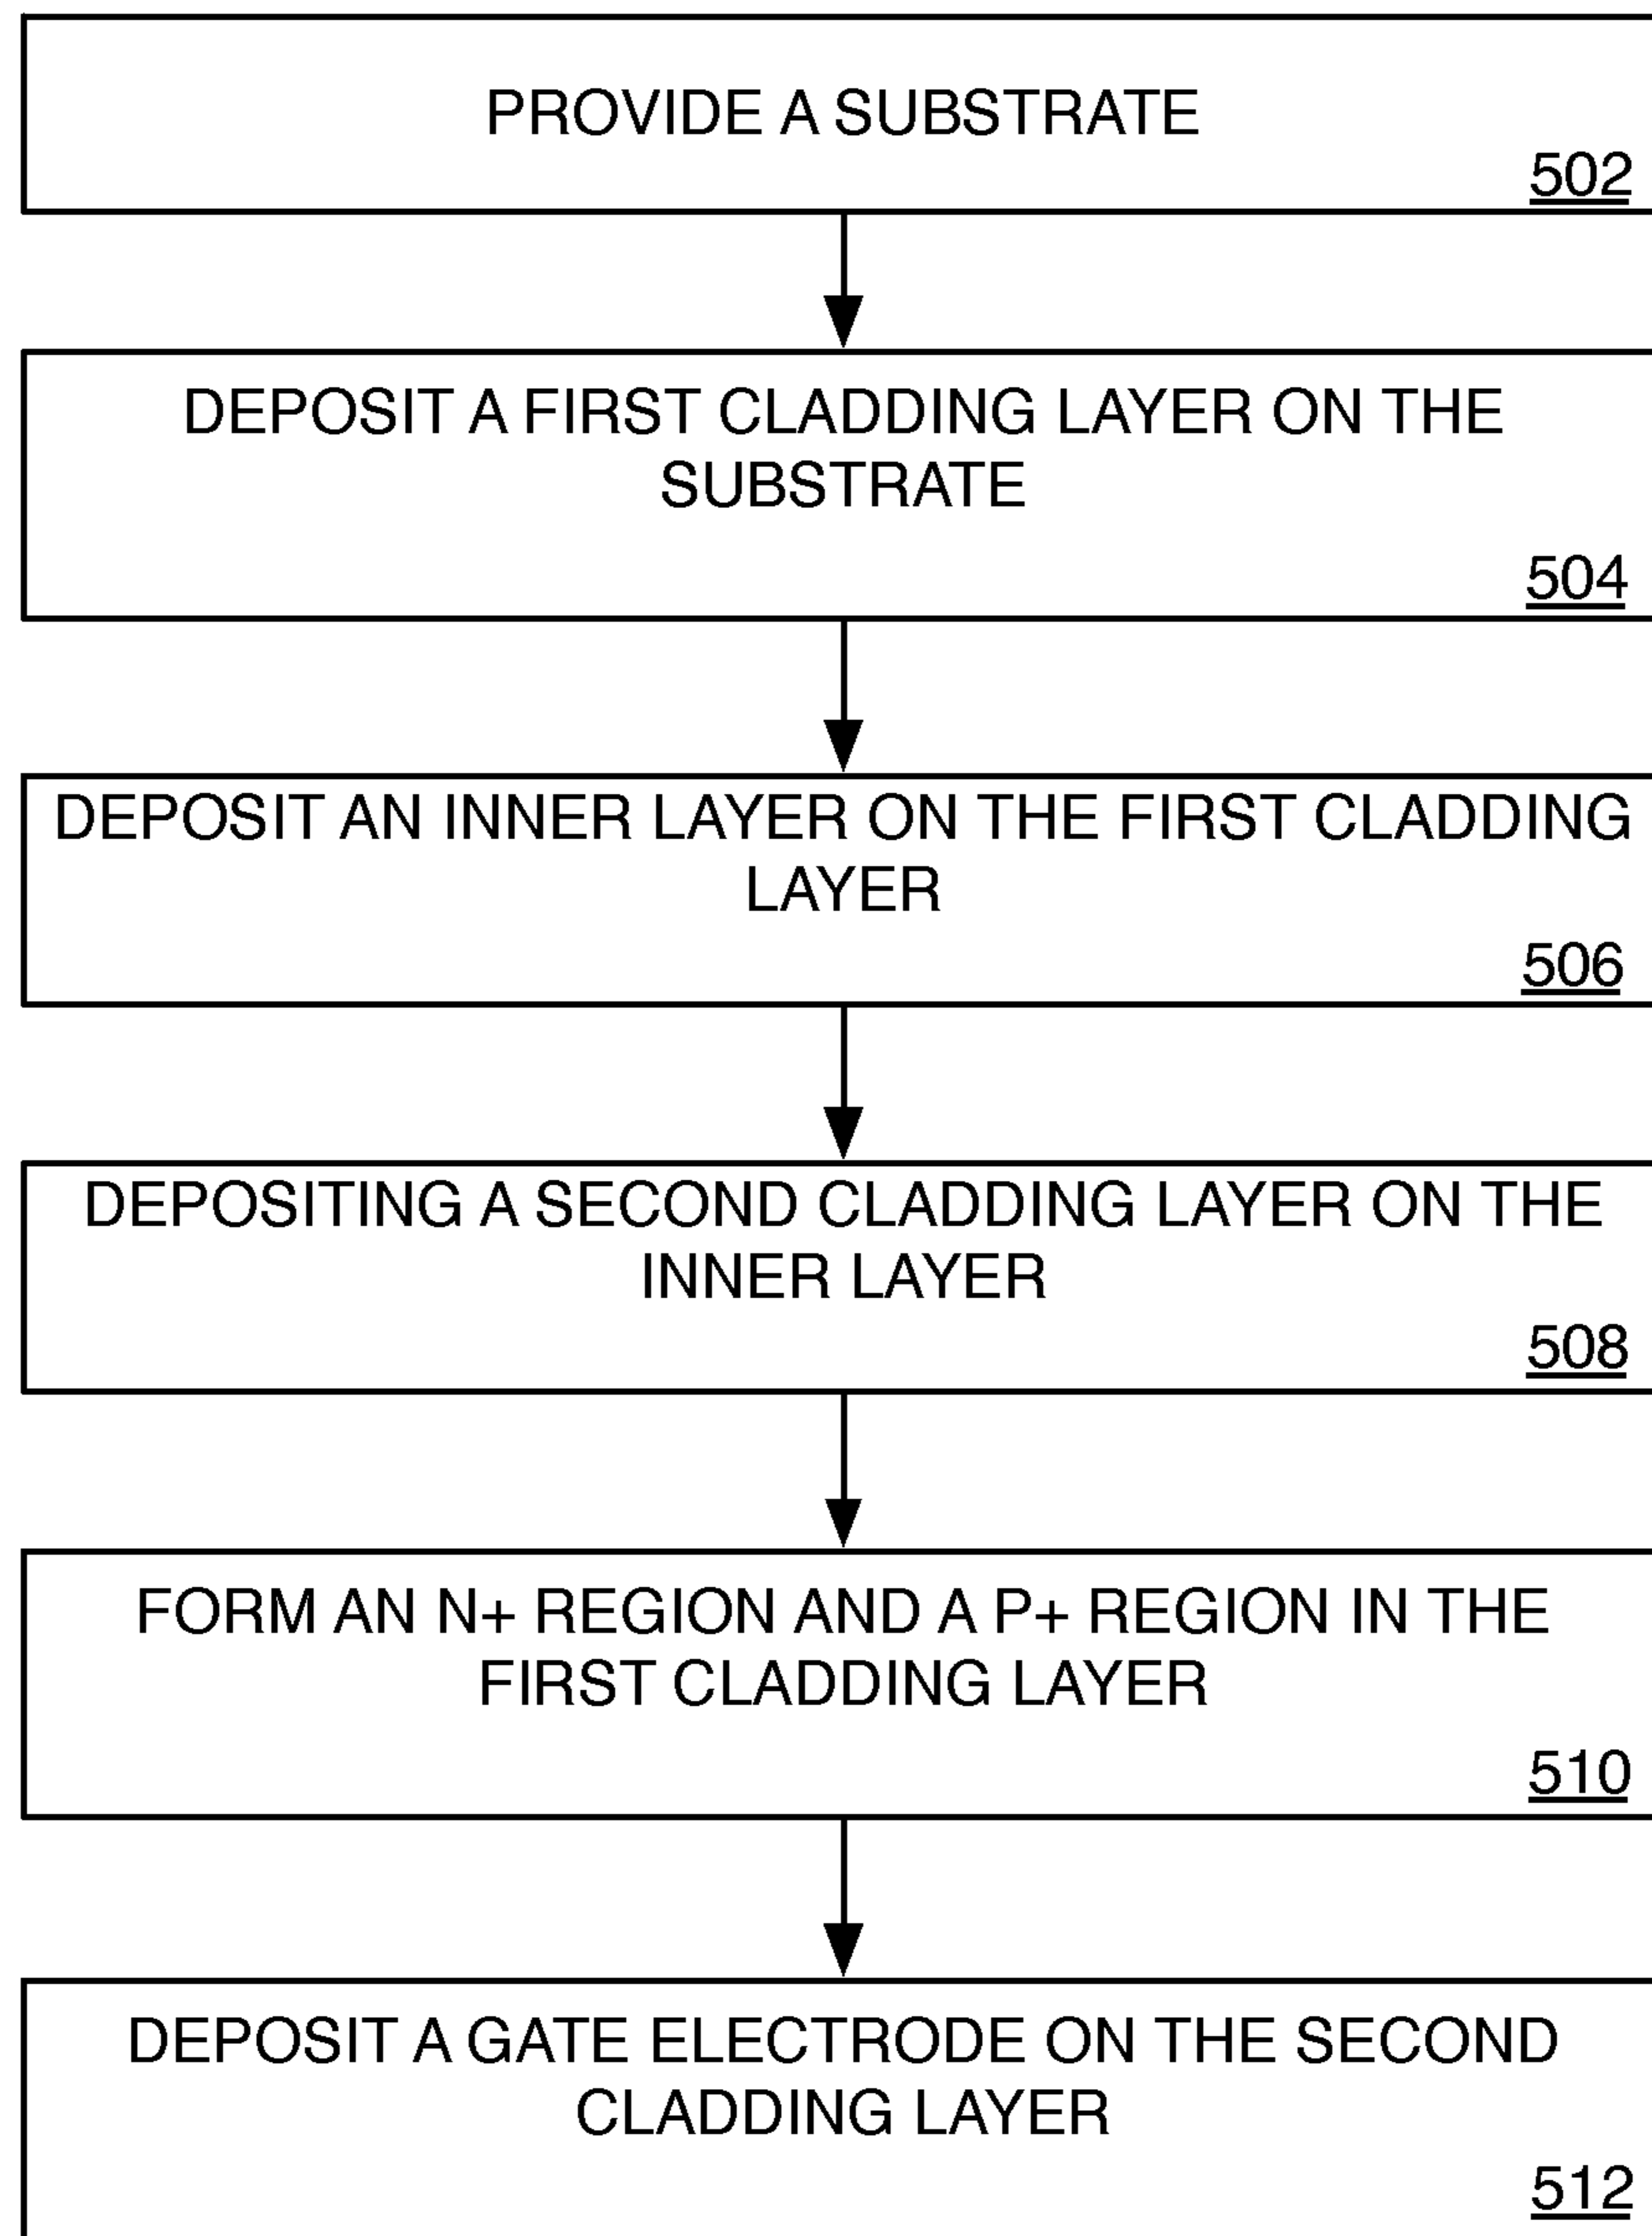 PROVIDE A SUBSTRATE
502
DEPOSIT A FIRST CLADDING LAYER ON THE
SUBSTRATE
504
DEPOSIT AN INNER LAYER ON THE FIRST CLADDING
LAYER
506
DEPOSITING A SECOND CLADDING LAYER ON THE
INNER LAYER
508
FORM AN N+ REGION AND A P+ REGION IN THE
FIRST CLADDING LAYER
510
DEPOSIT A GATE ELECTRODE ON THE SECOND
CLADDING LAYER
512